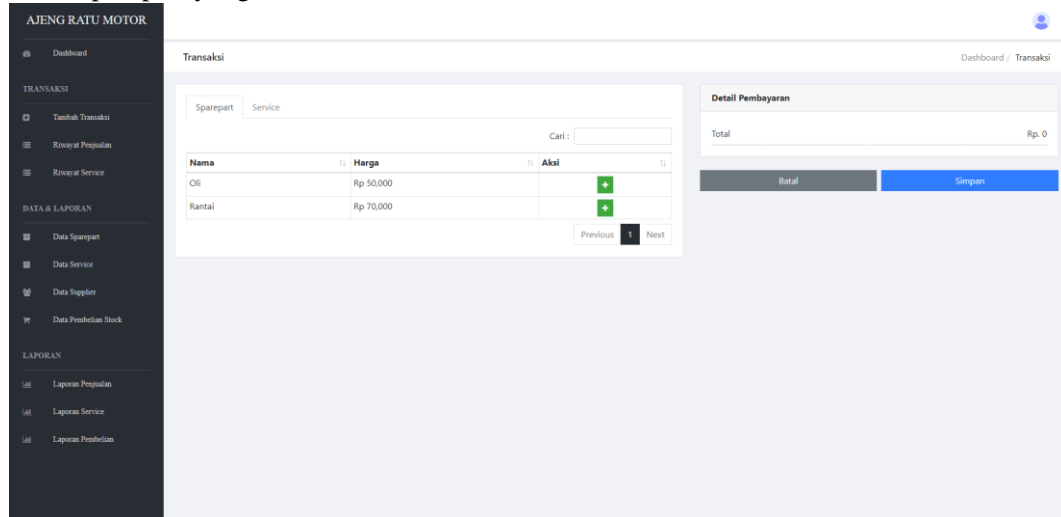 AJENG RATU MOTOR
Dashboard
TRANSAKSI
Tambah Transaksi
Riwayat Penjualan
Riwayat Service
DATA & LAPORAN
Data Sparepart
Data Service
Data Supplier
Data Pembelian Stock
LAPORAN
Laporan Penjualan
Laporan Service
Laporan Pembelian
Transaksi
Dashboard / Transaksi
Sparepart Service
Cari :
Nama Harga Aksi
Oli Rp 50,000
Rantai Rp 70,000
Previous 1 Next
Detail Pembayaran
Total Rp. 0
Batal Simpan